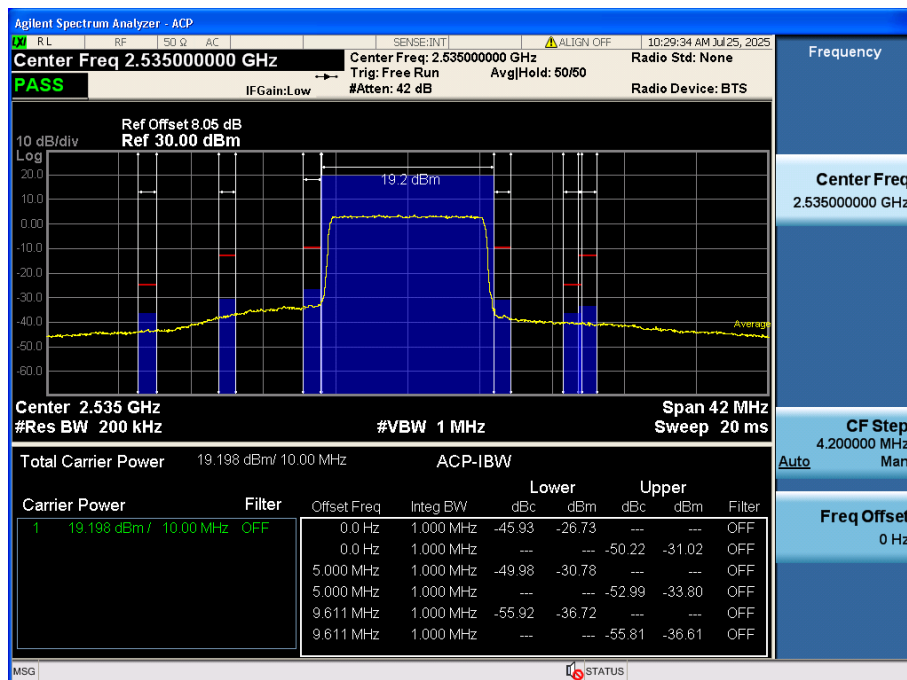 Agilent Spectrum Analyzer - ACP
LXI RL RF 50 Ω AC SENSE:INT ALIGN OFF 10:29:34 AM Jul 25, 2025
Center Freq 2.535000000 GHz
Center Freq: 2.535000000 GHz Radio Std: None
Trig: Free Run Avg|Hold: 50/50
PASS IFGain:Low #Atten: 42 dB Radio Device: BTS
Ref Offset 8.05 dB
10 dB/div Ref 30.00 dBm
Log
20.0
10.0
0.00
-10.0
-20.0
-30.0
-40.0
-50.0
-60.0
19.2 dBm
Average
Center 2.535 GHz Span 42 MHz
#Res BW 200 kHz #VBW 1 MHz Sweep 20 ms
Total Carrier Power 19.198 dBm/ 10.00 MHz ACP-IBW
Lower Upper
Carrier Power Filter Offset Freq Integ BW dBc dBm dBc dBm Filter
1 19.198 dBm / 10.00 MHz OFF
0.0 Hz 1.000 MHz -45.93 -26.73 --- --- OFF
0.0 Hz 1.000 MHz --- --- -50.22 -31.02 OFF
5.000 MHz 1.000 MHz -49.98 -30.78 --- --- OFF
5.000 MHz 1.000 MHz --- --- -52.99 -33.80 OFF
9.611 MHz 1.000 MHz -55.92 -36.72 --- --- OFF
9.611 MHz 1.000 MHz --- --- -55.81 -36.61 OFF
MSG STATUS
Frequency
Center Freq
2.535000000 GHz
CF Step
4.200000 MHz
Auto Man
Freq Offset
0 Hz